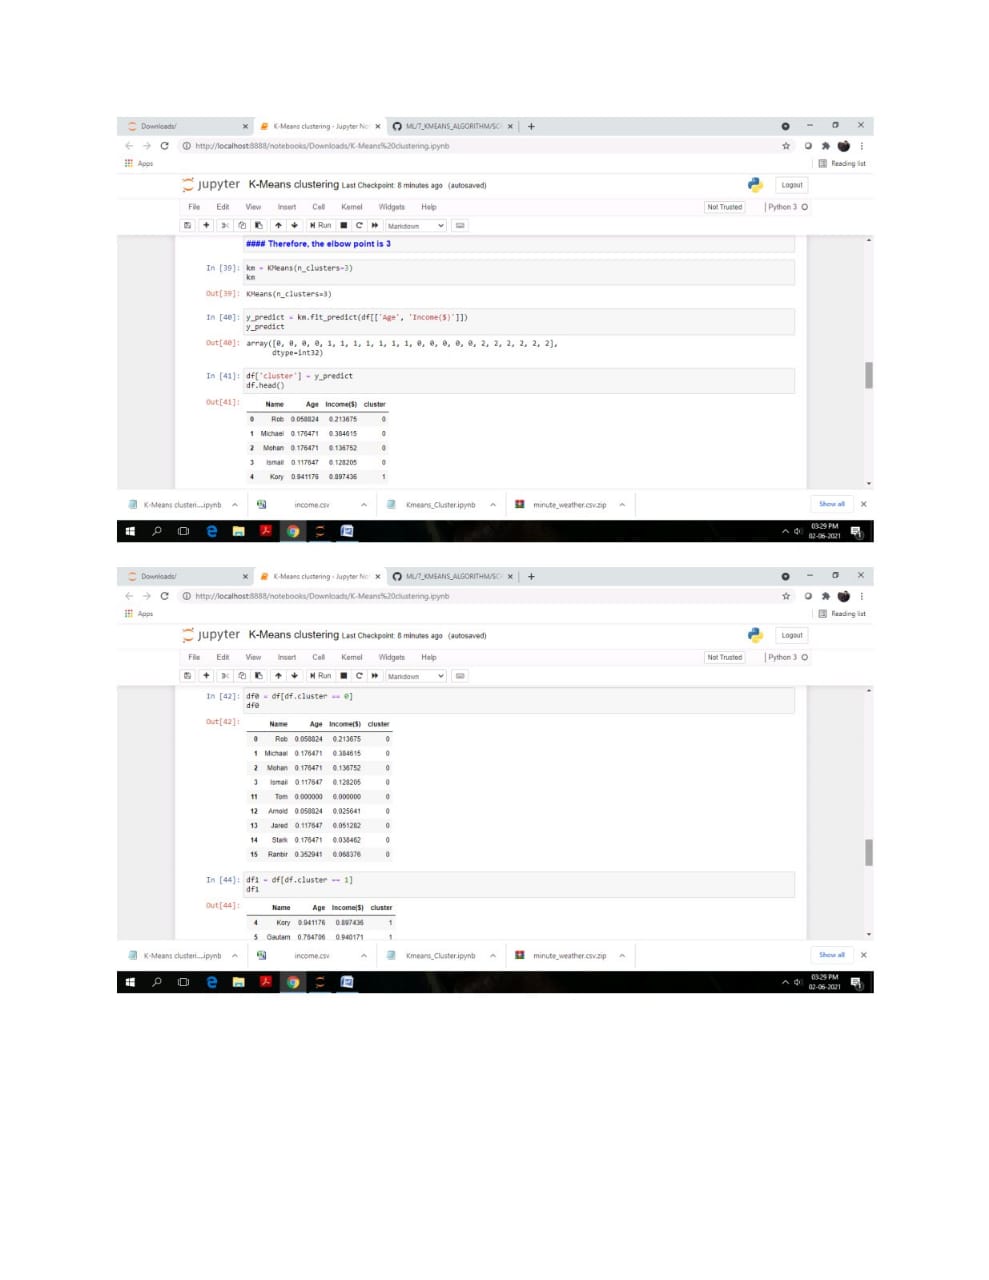 Downloads/
K-Means clustering - Jupyter No
ML/7_KMEANS_ALGORITHM/SC
http://localhost:8888/notebooks/Downloads/K-Means%20clustering.ipynb
Apps
Reading list
jupyter K-Means clustering Last Checkpoint: 8 minutes ago (autosaved)
Logout
File Edit View Insert Cell Kernel Widgets Help
Not Trusted
Python 3
Run
Markdown
#### Therefore, the elbow point is 3
In [39]: km = KMeans(n_clusters=3)
km
Out[39]: KMeans(n_clusters=3)
In [40]: y_predict = km.fit_predict(df[['Age', 'Income($)']])
y_predict
Out[40]: array([0, 0, 0, 0, 1, 1, 1, 1, 1, 1, 1, 0, 0, 0, 0, 0, 2, 2, 2, 2, 2, 2],
dtype=int32)
In [41]: df['cluster'] = y_predict
df.head()
Out[41]:
Name Age Income($) cluster
0 Rob 0.058824 0.213675 0
1 Michael 0.176471 0.384615 0
2 Mohan 0.176471 0.136752 0
3 Ismail 0.117647 0.128205 0
4 Kory 0.941176 0.897436 1
K-Means clusteri....ipynb
income.csv
Kmeans_Cluster.ipynb
minute_weather.csv.zip
Show all
03:29 PM
02-06-2021
Downloads/
K-Means clustering - Jupyter No
ML/7_KMEANS_ALGORITHM/SC
http://localhost:8888/notebooks/Downloads/K-Means%20clustering.ipynb
Apps
Reading list
jupyter K-Means clustering Last Checkpoint: 8 minutes ago (autosaved)
Logout
File Edit View Insert Cell Kernel Widgets Help
Not Trusted
Python 3
Run
Markdown
In [42]: df0 = df[df.cluster == 0]
df0
Out[42]:
Name Age Income($) cluster
0 Rob 0.058824 0.213675 0
1 Michael 0.176471 0.384615 0
2 Mohan 0.176471 0.136752 0
3 Ismail 0.117647 0.128205 0
11 Tom 0.000000 0.000000 0
12 Arnold 0.058824 0.025641 0
13 Jared 0.117647 0.051282 0
14 Stark 0.176471 0.038462 0
15 Ranbir 0.352941 0.068376 0
In [44]: df1 = df[df.cluster == 1]
df1
Out[44]:
Name Age Income($) cluster
4 Kory 0.941176 0.897436 1
5 Gautam 0.764706 0.940171 1
K-Means clusteri....ipynb
income.csv
Kmeans_Cluster.ipynb
minute_weather.csv.zip
Show all
03:29 PM
02-06-2021